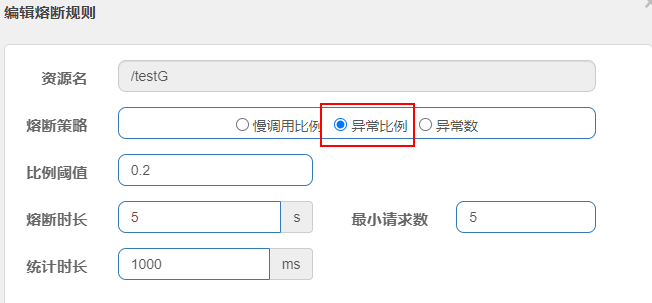 编辑熔断规则
资源名 /testG
熔断策略 慢调用比例 异常比例 异常数
比例阈值 0.2
熔断时长 5 s 最小请求数 5
统计时长 1000 ms